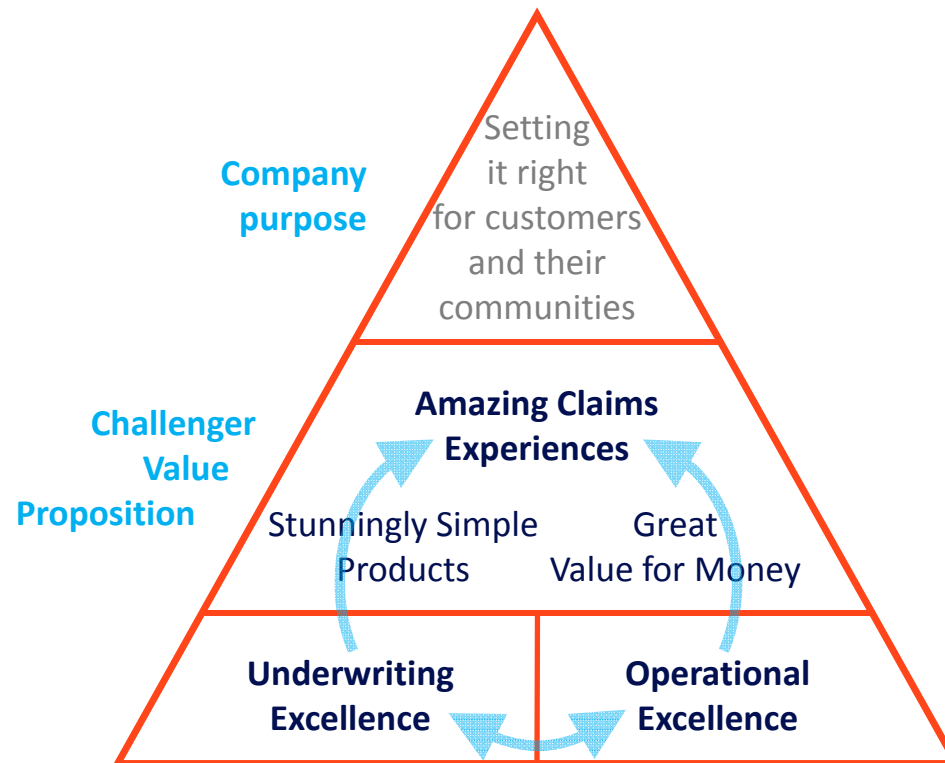 Company
purpose
Setting
it right
for customers
and their
communities
Challenger
Value
Proposition
Amazing Claims
Experiences
Stunningly Simple
Products
Great
Value for Money
Underwriting
Excellence
Operational
Excellence